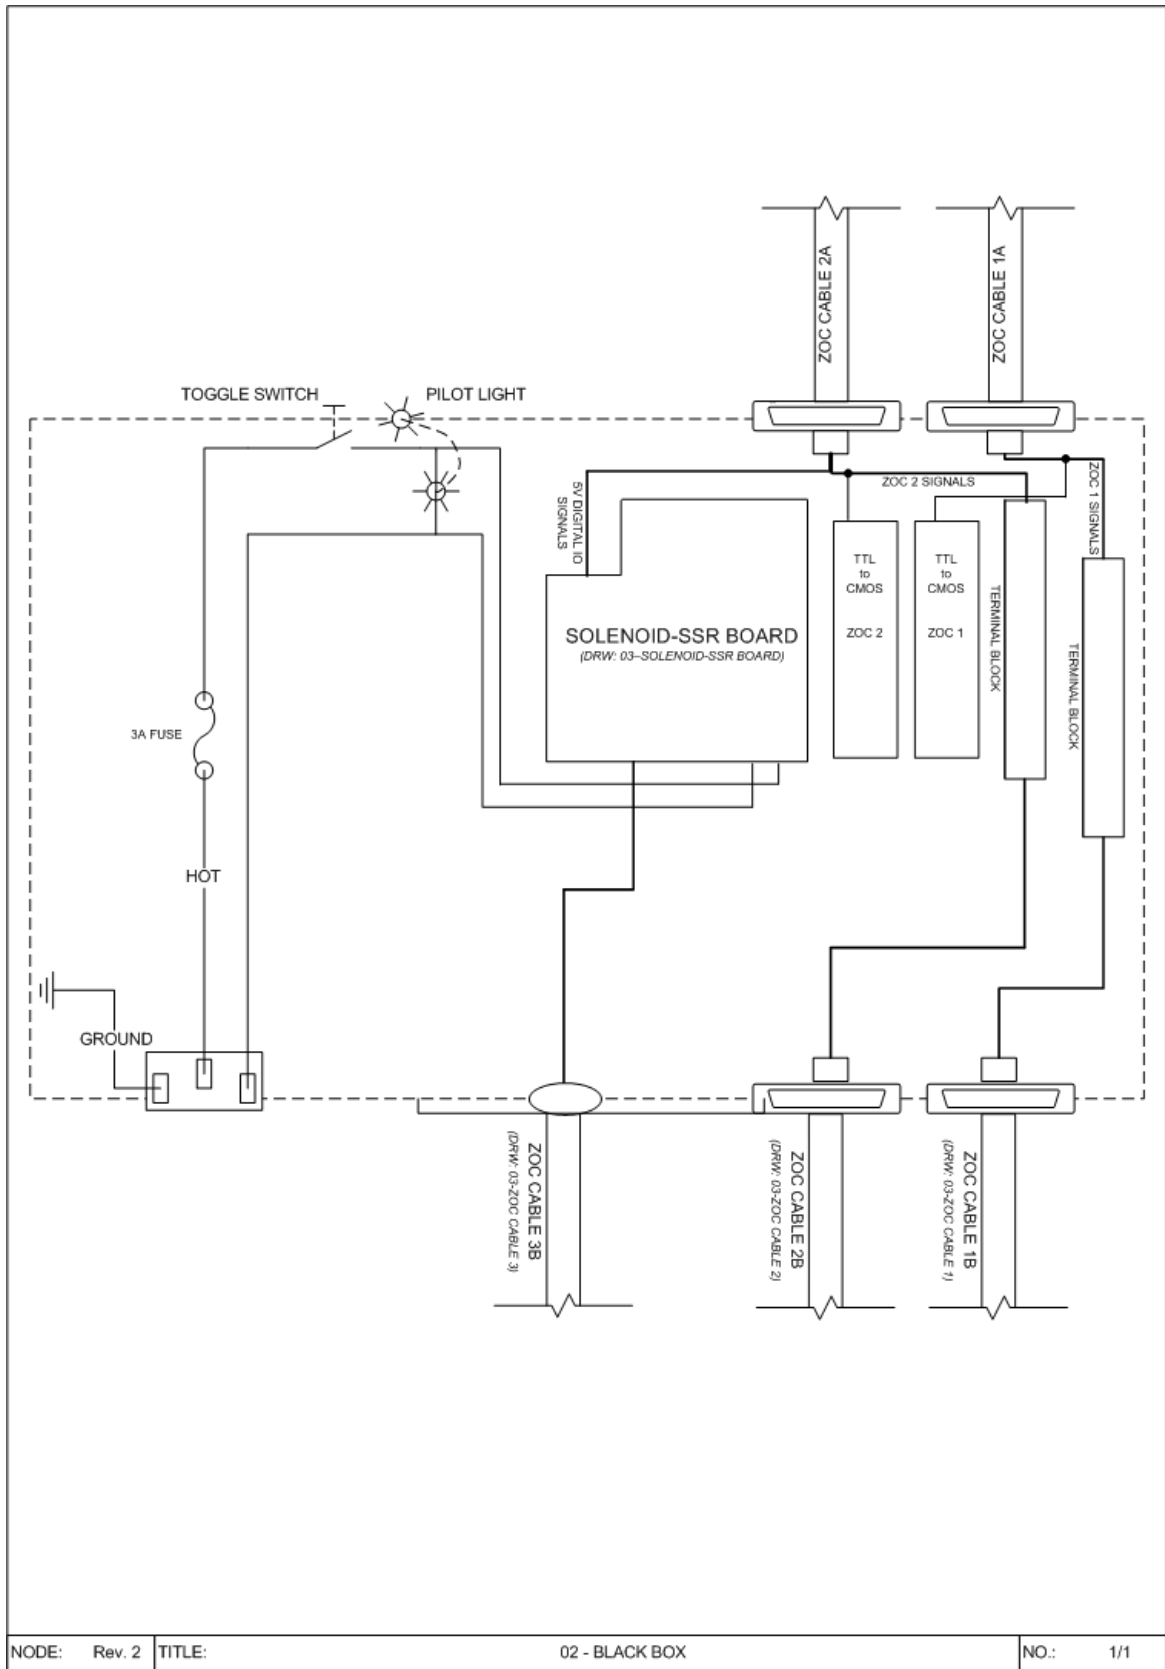 ZOC CABLE 2A
ZOC CABLE 1A
TOGGLE SWITCH
PILOT LIGHT
5V DIGITAL IO
SIGNALS
ZOC 2 SIGNALS
ZOC 1 SIGNALS
TTL
to
CMOS
ZOC 2
TTL
to
CMOS
ZOC 1
TERMINAL BLOCK
TERMINAL BLOCK
SOLENOID-SSR BOARD
(DRW: 03–SOLENOID-SSR BOARD)
3A FUSE
HOT
GROUND
ZOC CABLE 3B
(DRW: 03-ZOC CABLE 3)
ZOC CABLE 2B
(DRW: 03-ZOC CABLE 2)
ZOC CABLE 1B
(DRW: 03-ZOC CABLE 1)
NODE: Rev. 2 TITLE: 02 - BLACK BOX NO.: 1/1